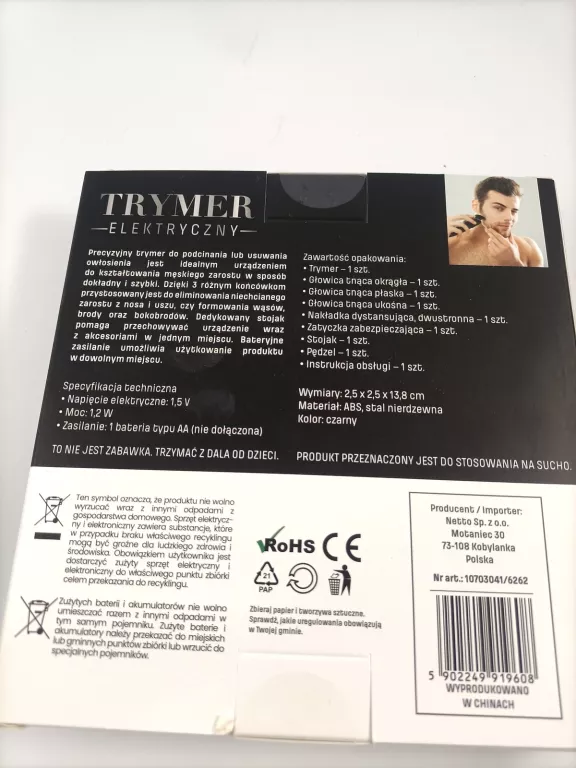 TRYMER
ELEKTRYCZNY
Precyzyjny trymer do podcinania lub usuwania
owłosienia jest idealnym urządzeniem
do kształtowania męskiego zarostu w sposób
dokładny i szybki. Dzięki 3 różnym końcówkom
przystosowany jest do eliminowania niechcianego
zarostu z nosa i uszu, czy formowania wąsów,
brody oraz bokobrodów. Dedykowany stojak
pomaga przechowywać urządzenie wraz
z akcesoriami w jednym miejscu. Bateryjne
zasilanie umożliwia użytkowanie produktu
w dowolnym miejscu.
Specyfikacja techniczna
• Napięcie elektryczne: 1,5 V
• Moc: 1,2 W
• Zasilanie: 1 bateria typu AA (nie dołączona)
Zawartość opakowania:
• Trymer – 1 szt.
• Głowica tnąca okrągła – 1 szt.
• Głowica tnąca płaska – 1 szt.
• Głowica tnąca ukośna – 1 szt.
• Nakładka dystansująca, dwustronna – 1 szt.
• Zatyczka zabezpieczająca – 1 szt.
• Stojak – 1 szt.
• Pędzel – 1 szt.
• Instrukcja obsługi – 1 szt.
Wymiary: 2,5 x 2,5 x 13,8 cm
Materiał: ABS, stal nierdzewna
Kolor: czarny
TO NIE JEST ZABAWKA. TRZYMAĆ Z DALA OD DZIECI.
PRODUKT PRZEZNACZONY JEST DO STOSOWANIA NA SUCHO.
Ten symbol oznacza, że produktu nie wolno
wyrzucać wraz z innymi odpadami z
gospodarstwa domowego. Sprzęt elektrycz-
ny i elektroniczny zawiera substancje, które
w przypadku braku właściwego recyklingu
mogą być groźne dla ludzkiego zdrowia i
środowiska. Obowiązkiem użytkownika jest
dostarczyć zużyty sprzęt elektryczny i
elektroniczny do właściwego punktu zbiórki
celem przekazania do recyklingu.
Zużytych baterii i akumulatorów nie wolno
umieszczać razem z innymi odpadami w
tym samym pojemniku. Zużyte baterie i
akumulatory należy przekazać do miejskich
lub gminnych punktów zbiórki lub wrzucić do
specjalnych pojemników.
RoHS CE
21
PAP
Zbieraj papier i tworzywa sztuczne.
Sprawdź, jakie uregulowania obowiązują
w Twojej gminie.
Producent / Importer:
Netto Sp. z o.o.
Motaniec 30
73-108 Kobylanka
Polska
Nr art.: 10703041/6262
5 902249 919608
WYPRODUKOWANO
W CHINACH